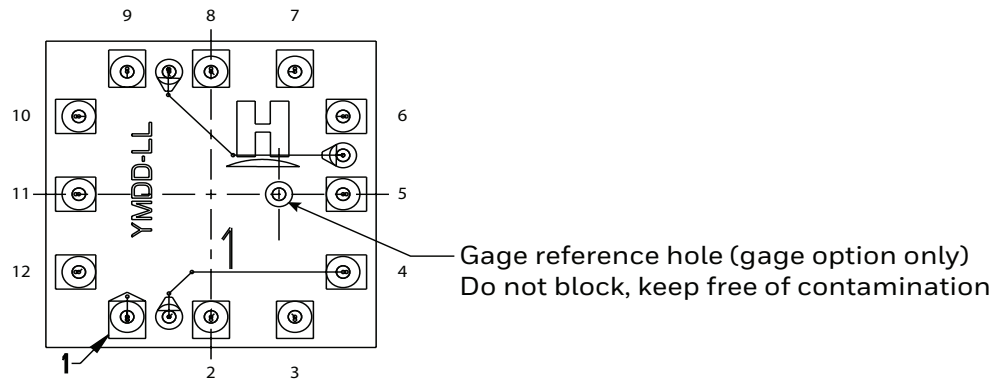 9 8 7
10 6
YMDD-LL
H
11 5
1
Gage reference hole (gage option only)
12 4
Do not block, keep free of contamination
1
2 3